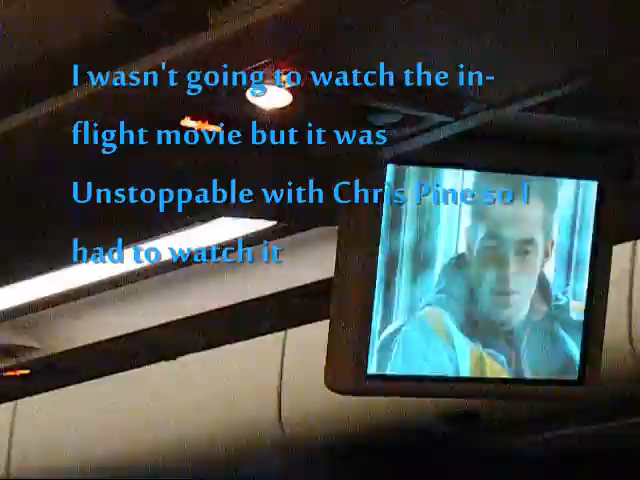 I wasn't going to watch the in-
flight movie but it was
Unstoppable with Chris Pine so I
had to watch it